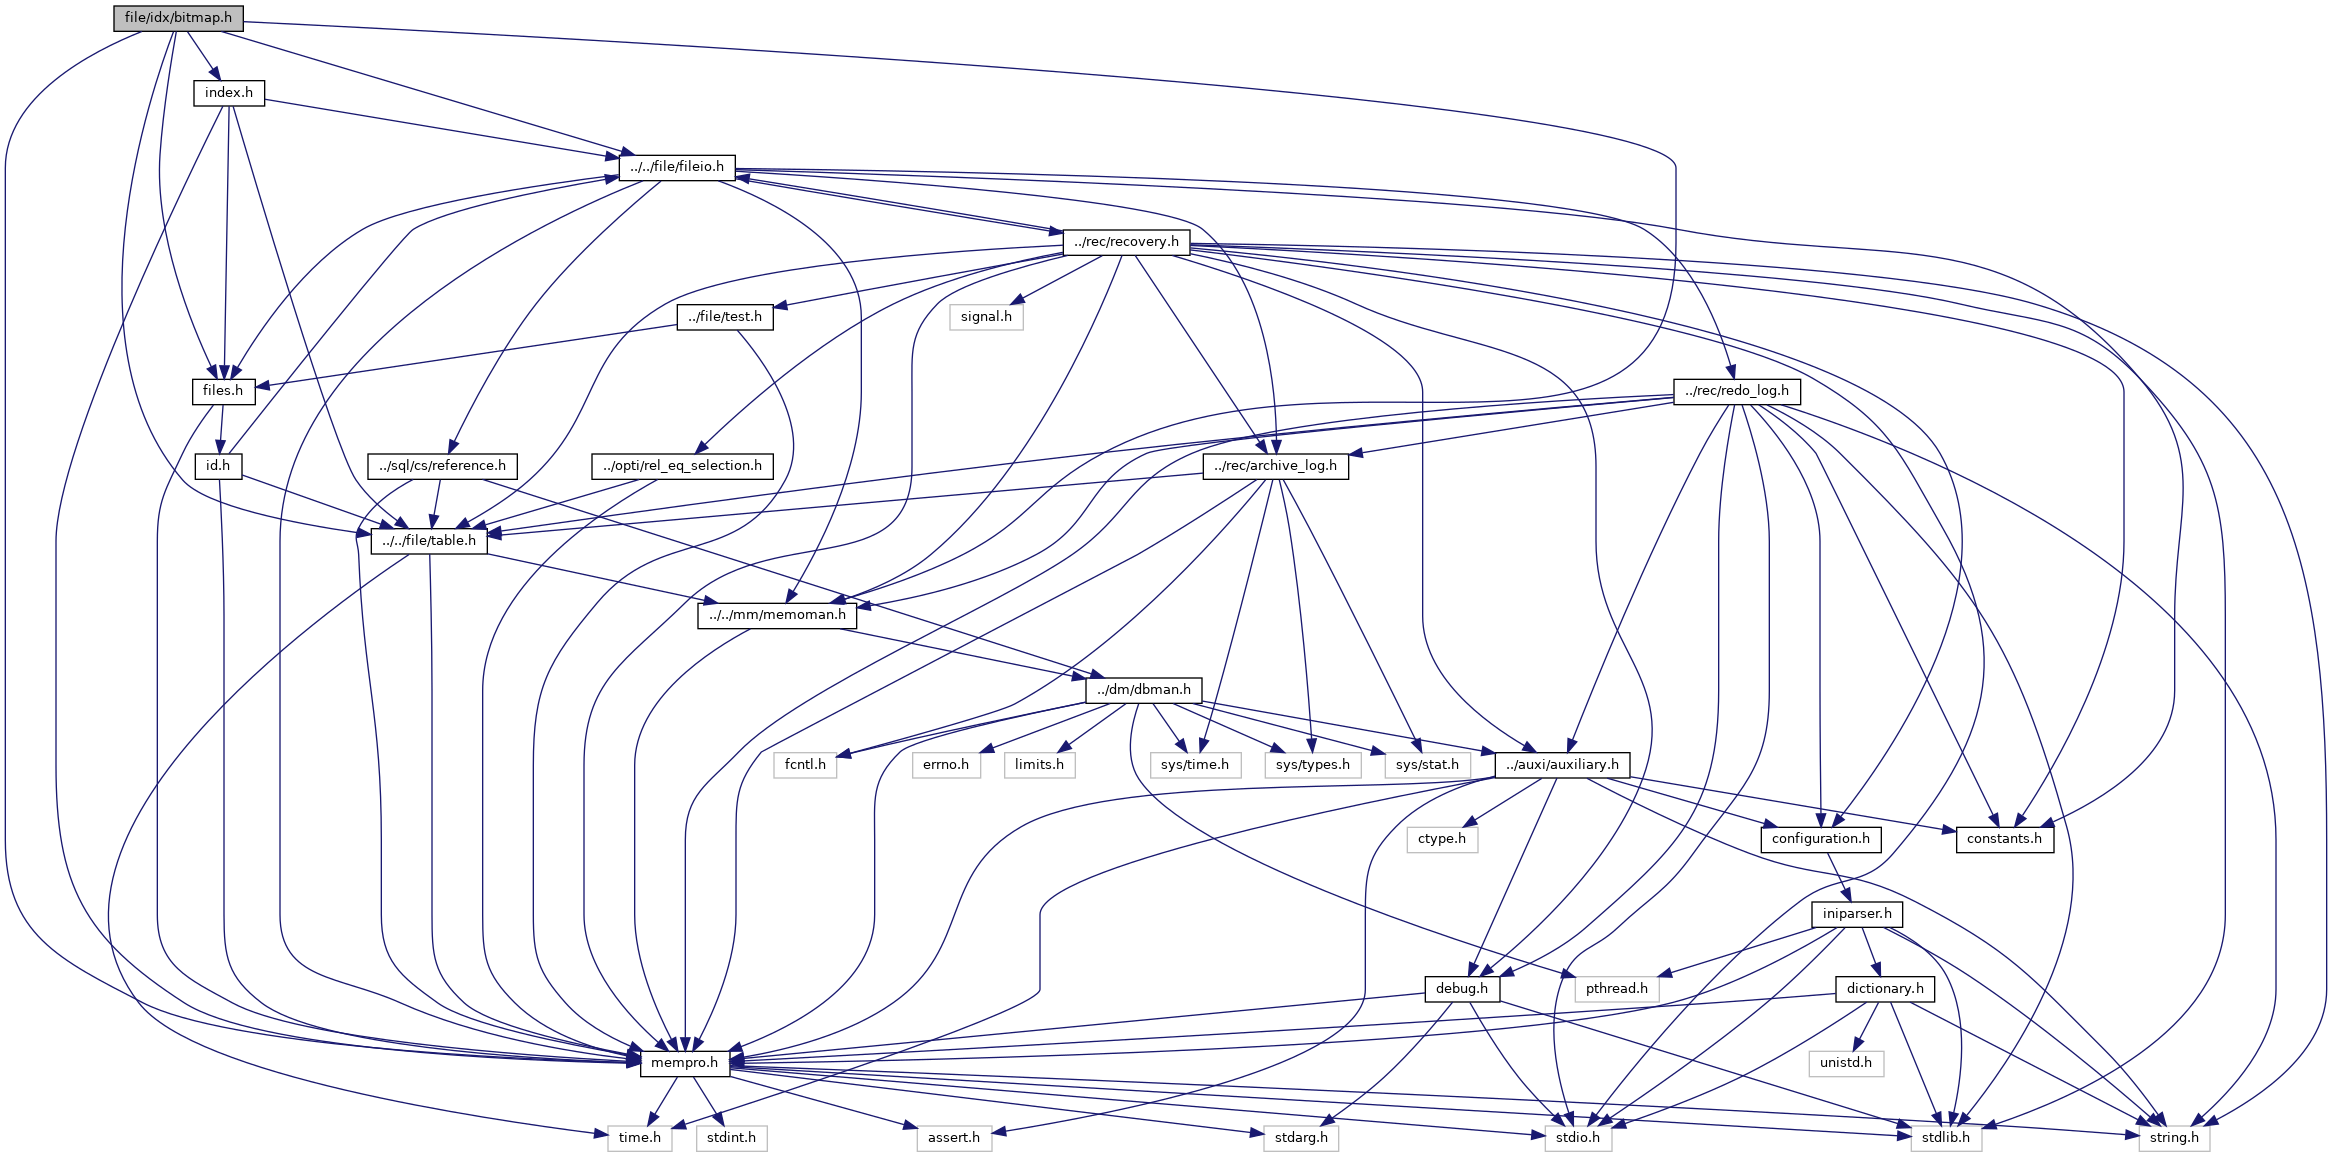 file/idx/bitmap.h
index.h
../../file/fileio.h
../rec/recovery.h
../file/test.h
signal.h
files.h
../rec/redo_log.h
id.h
../sql/cs/reference.h
../opti/rel_eq_selection.h
../rec/archive_log.h
../../file/table.h
../../mm/memoman.h
../dm/dbman.h
fcntl.h
errno.h
limits.h
sys/time.h
sys/types.h
sys/stat.h
../auxi/auxiliary.h
ctype.h
configuration.h
constants.h
iniparser.h
debug.h
pthread.h
dictionary.h
mempro.h
unistd.h
time.h
stdint.h
assert.h
stdarg.h
stdio.h
stdlib.h
string.h